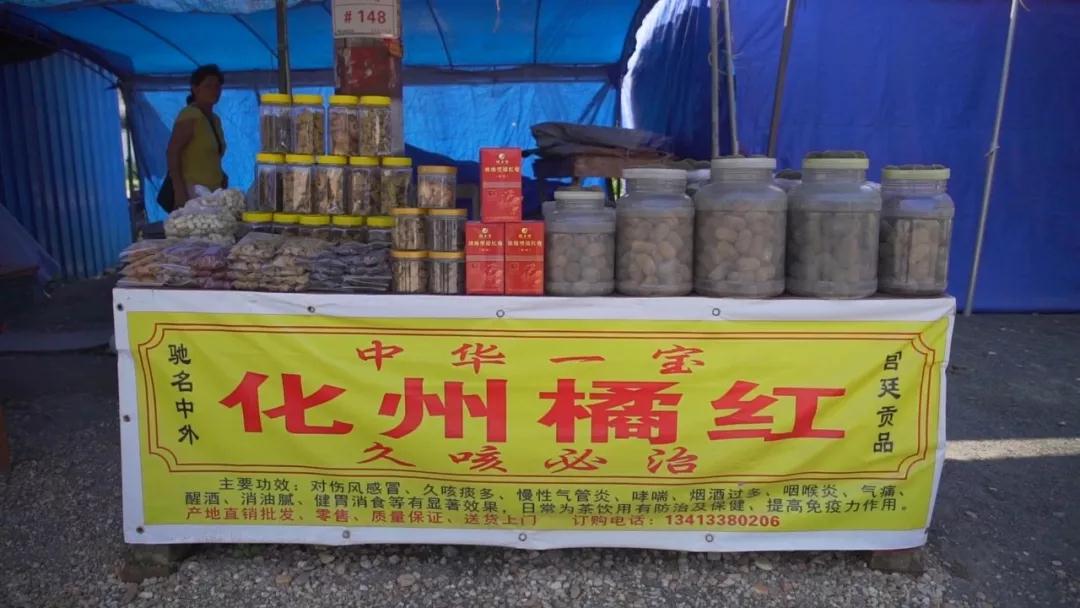 # 148
中华一宝
驰名中外
化州橘红
宫廷贡品
久咳必治
主要功效：对伤风感冒、久咳痰多、慢性气管炎、哮喘、烟酒过多、咽喉炎、气痛、
醒酒、消油腻、健胃消食等有显著效果，日常为茶饮用有防治及保健、提高免疫力作用。
产地直销批发、零售、质量保证、送货上门 订购电话：13413380206